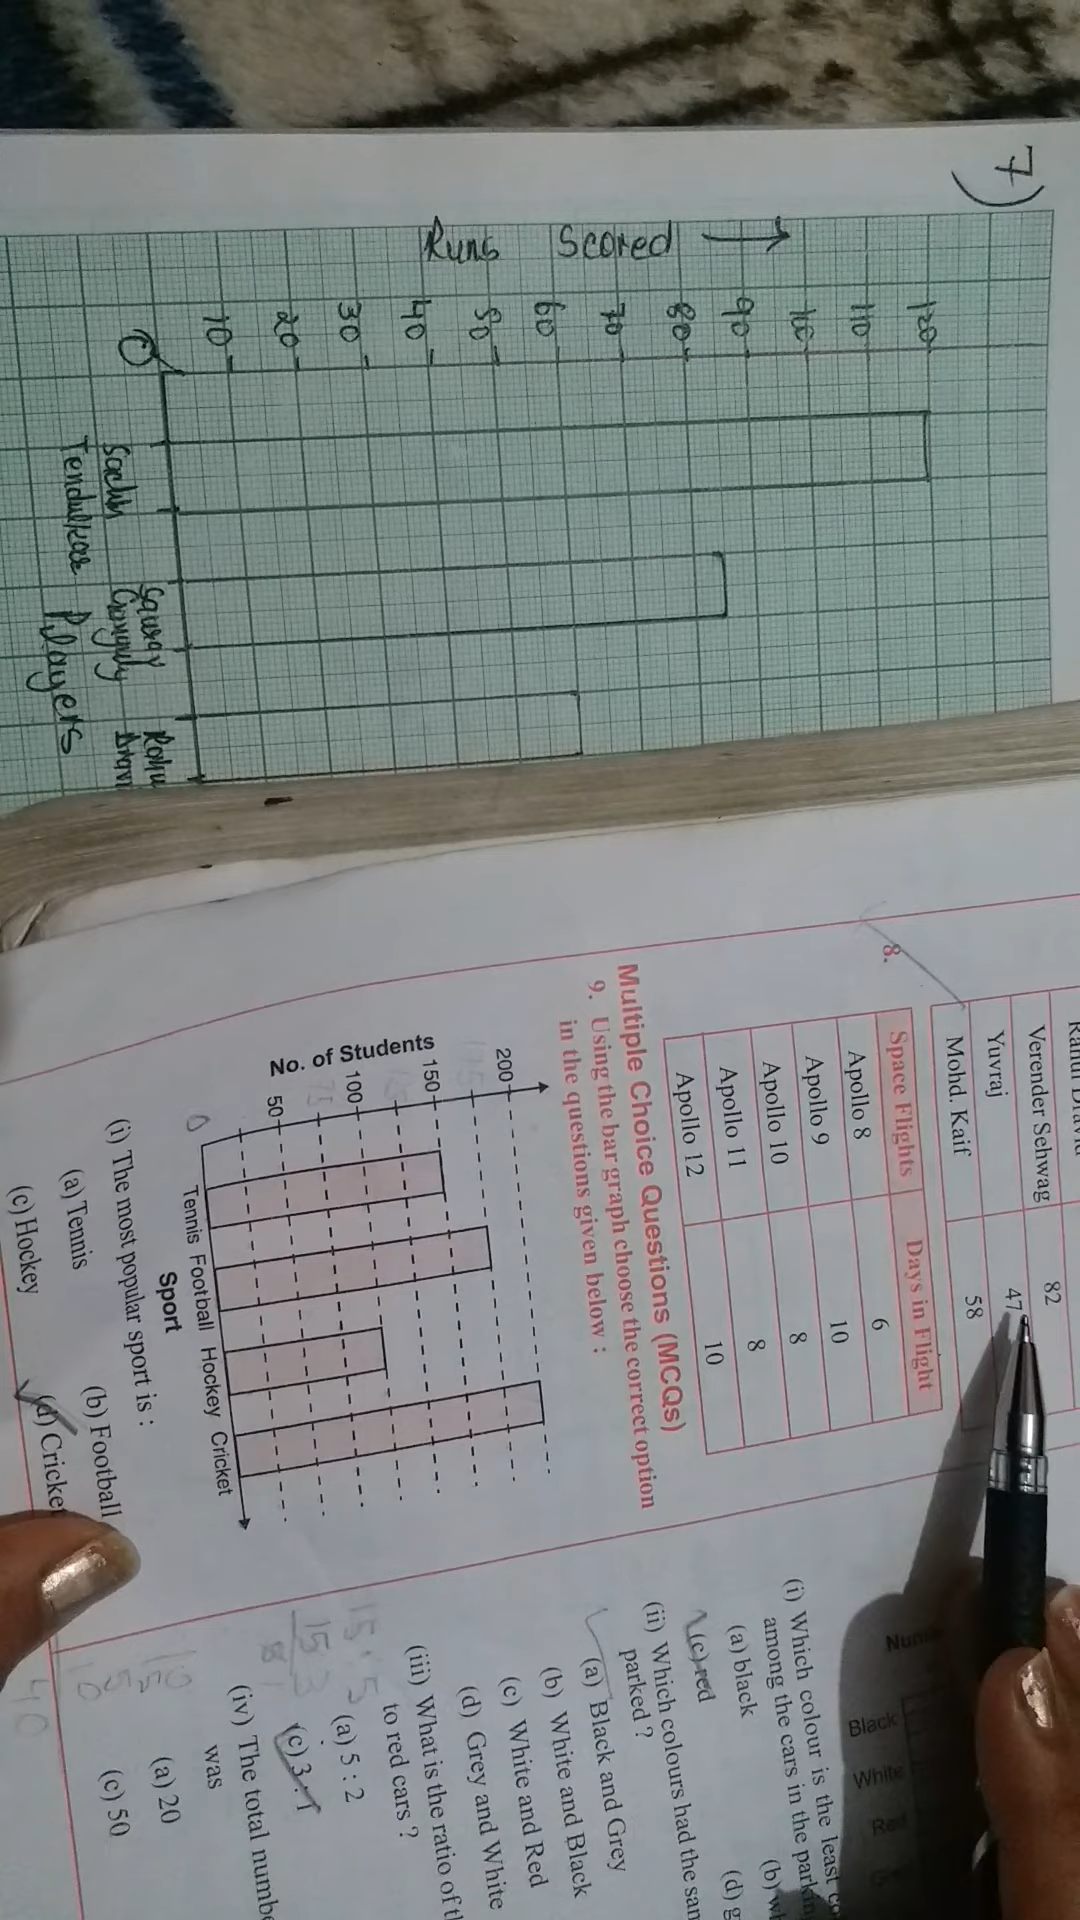 7)
Runs Scored
120
110
100
90
80
70
60
50
40
30
20
10
0
Sachin
Tendulkar
Sourav
Players
Verender Sehwag 82
Yuvraj 47
Mohd. Kaif 58
8.
Space Flights Days in Flight
Apollo 8 6
Apollo 9 10
Apollo 10 8
Apollo 11 8
Apollo 12 10
Multiple Choice Questions (MCQs)
9. Using the bar graph choose the correct option
in the questions given below :
No. of Students
200
175
150
125
100
75
50
0
Tennis Football Hockey Cricket
Sport
(i) The most popular sport is :
(a) Tennis (b) Football
(c) Hockey (d) Cricket
Black
White
Red
(i) Which colour is the least
among the cars in the
(a) black (b)
(c) red (d)
(ii) Which colours had the
parked ?
(a) Black and Grey
(b) White and Black
(c) White and Red
(d) Grey and White
(iii) What is the ratio of
to red cars ?
(a) 5 : 2
(c) 3 : 1
(iv) The total
was
(a) 20
(c) 50
40